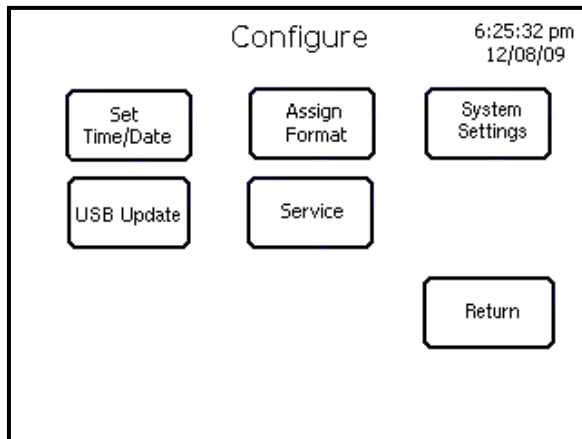 Configure
6:25:32 pm
12/08/09
Set
Time/Date
Assign
Format
System
Settings
USB Update
Service
Return